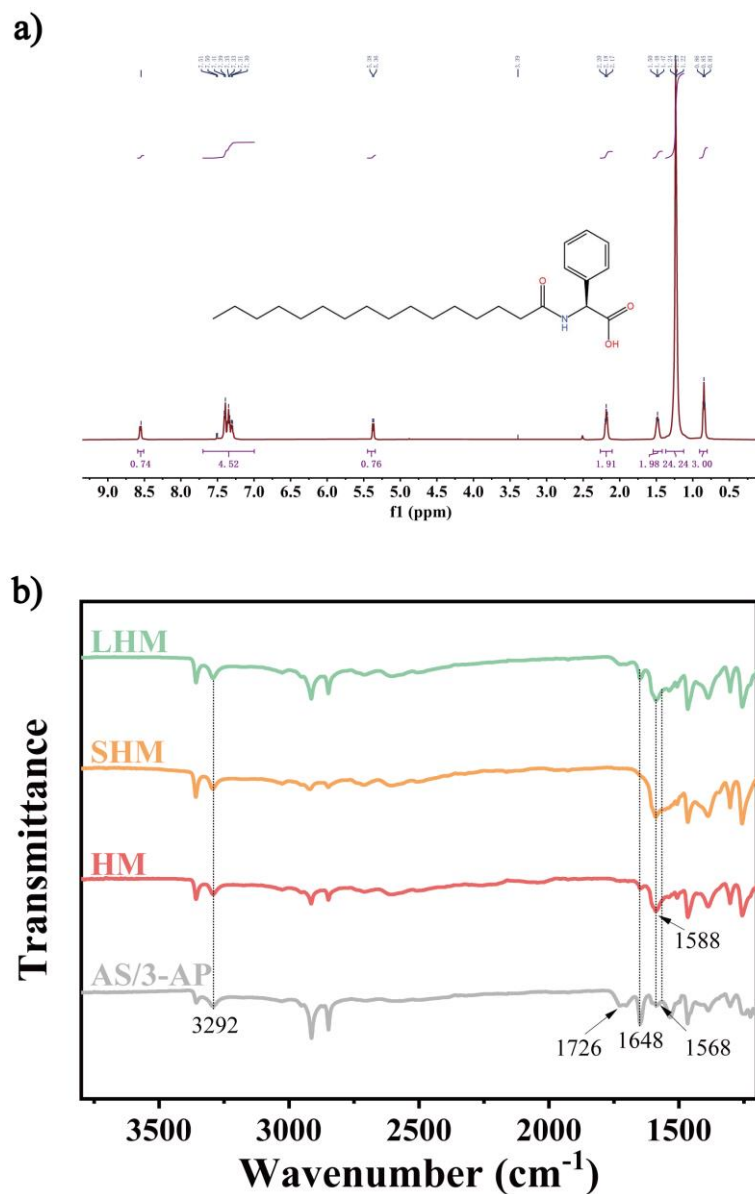 a)
O
NH
O
OH
0.74 4.52 0.76 1.91 1.98 24.24 3.00
9.0 8.5 8.0 7.5 7.0 6.5 6.0 5.5 5.0 4.5 4.0 3.5 3.0 2.5 2.0 1.5 1.0 0.5
f1 (ppm)
b)
LHM
SHM
HM
1588
AS/3-AP
3292
1726 1648 1568
Transmittance
3500 3000 2500 2000 1500
Wavenumber (cm⁻¹)